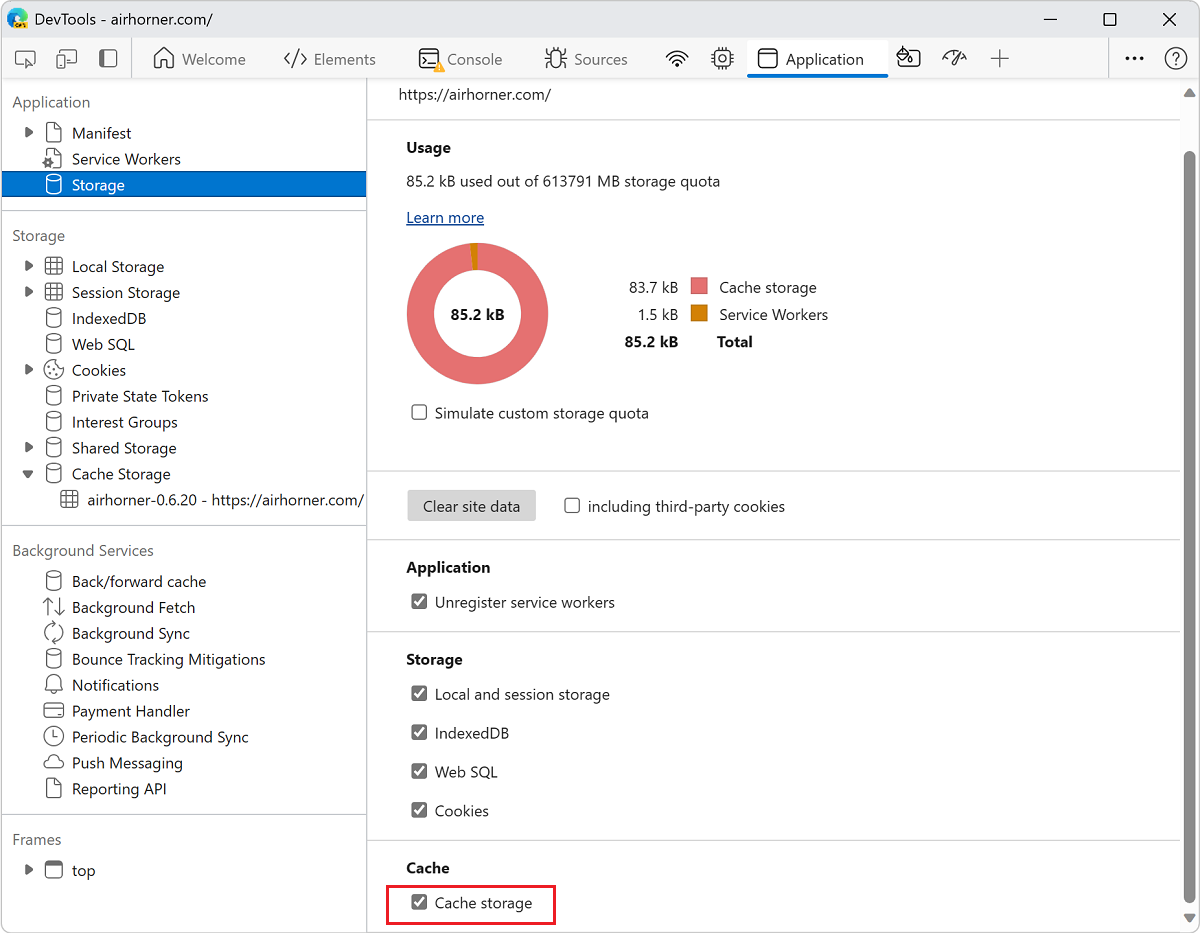 DevTools - airhorner.com/
Welcome
Elements
Console
Sources
Application
Application
Manifest
Service Workers
Storage
Storage
Local Storage
Session Storage
IndexedDB
Web SQL
Cookies
Private State Tokens
Interest Groups
Shared Storage
Cache Storage
airhorner-0.6.20 - https://airhorner.com/
Background Services
Back/forward cache
Background Fetch
Background Sync
Bounce Tracking Mitigations
Notifications
Payment Handler
Periodic Background Sync
Push Messaging
Reporting API
Frames
top
https://airhorner.com/
Usage
85.2 kB used out of 613791 MB storage quota
Learn more
85.2 kB
83.7 kB Cache storage
1.5 kB Service Workers
85.2 kB Total
Simulate custom storage quota
Clear site data including third-party cookies
Application
Unregister service workers
Storage
Local and session storage
IndexedDB
Web SQL
Cookies
Cache
Cache storage